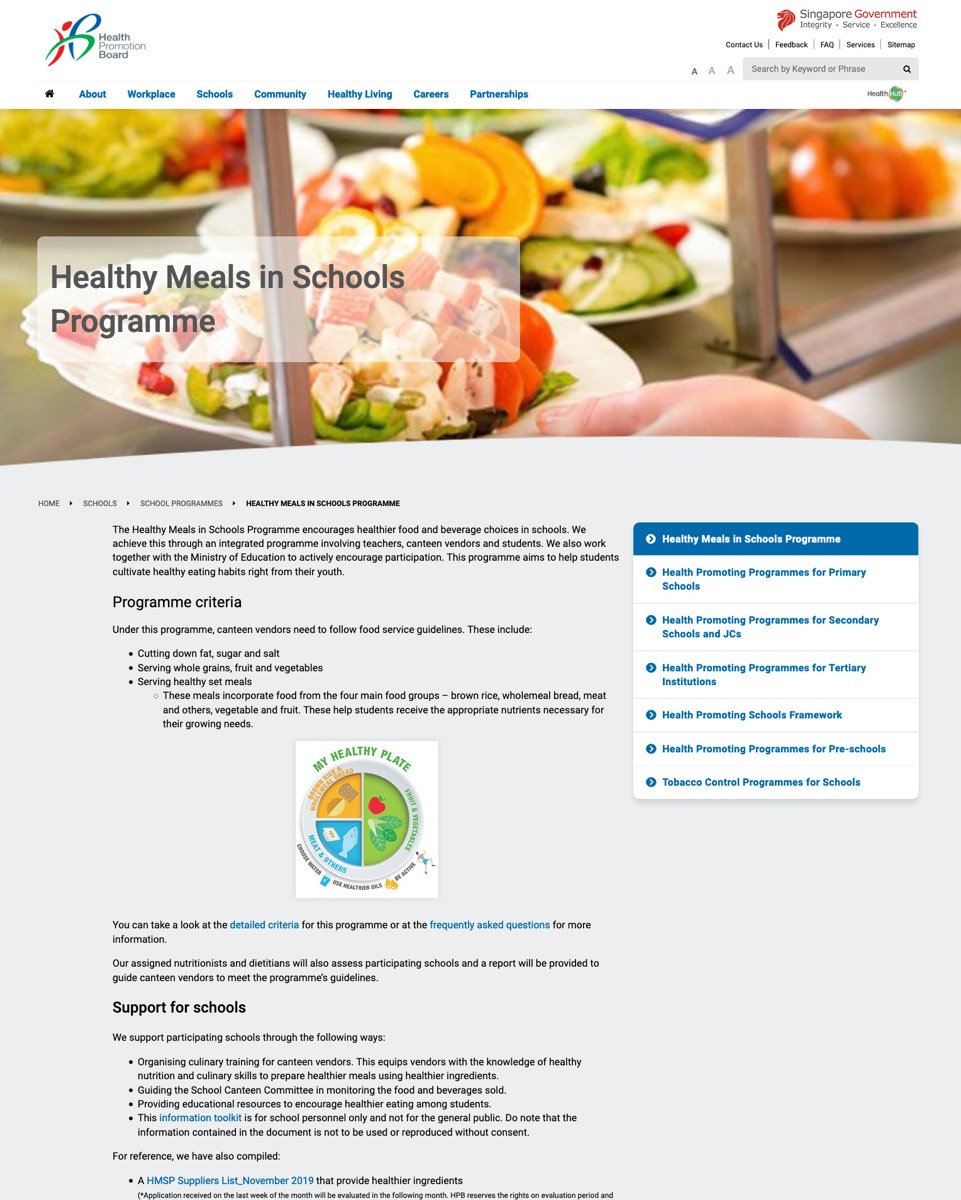 Health
Promotion
Board
Singapore Government
Integrity · Service · Excellence
Contact Us | Feedback | FAQ | Services | Sitemap
A A A Search by Keyword or Phrase
About Workplace Schools Community Healthy Living Careers Partnerships
HealthHub
Healthy Meals in Schools
Programme
HOME SCHOOLS SCHOOL PROGRAMMES HEALTHY MEALS IN SCHOOLS PROGRAMME
The Healthy Meals in Schools Programme encourages healthier food and beverage choices in schools. We
achieve this through an integrated programme involving teachers, canteen vendors and students. We also work
together with the Ministry of Education to actively encourage participation. This programme aims to help students
cultivate healthy eating habits right from their youth.
Programme criteria
Under this programme, canteen vendors need to follow food service guidelines. These include:
• Cutting down fat, sugar and salt
• Serving whole grains, fruit and vegetables
• Serving healthy set meals
○ These meals incorporate food from the four main food groups – brown rice, wholemeal bread, meat
and others, vegetable and fruit. These help students receive the appropriate nutrients necessary for
their growing needs.
MY HEALTHY PLATE
BROWN RICE &
WHOLEMEAL BREAD
FRUIT & VEGETABLES
MEAT & OTHERS
CHOOSE WATER
USE HEALTHIER OILS
BE ACTIVE
You can take a look at the detailed criteria for this programme or at the frequently asked questions for more
information.
Our assigned nutritionists and dietitians will also assess participating schools and a report will be provided to
guide canteen vendors to meet the programme's guidelines.
Support for schools
We support participating schools through the following ways:
• Organising culinary training for canteen vendors. This equips vendors with the knowledge of healthy
nutrition and culinary skills to prepare healthier meals using healthier ingredients.
• Guiding the School Canteen Committee in monitoring the food and beverages sold.
• Providing educational resources to encourage healthier eating among students.
• This information toolkit is for school personnel only and not for the general public. Do note that the
information contained in the document is not to be used or reproduced without consent.
For reference, we have also compiled:
• A HMSP Suppliers List_November 2019 that provide healthier ingredients
(*Application received on the last week of the month will be evaluated in the following month. HPB reserves the rights on evaluation period and
Healthy Meals in Schools Programme
Health Promoting Programmes for Primary
Schools
Health Promoting Programmes for Secondary
Schools and JCs
Health Promoting Programmes for Tertiary
Institutions
Health Promoting Schools Framework
Health Promoting Programmes for Pre-schools
Tobacco Control Programmes for Schools